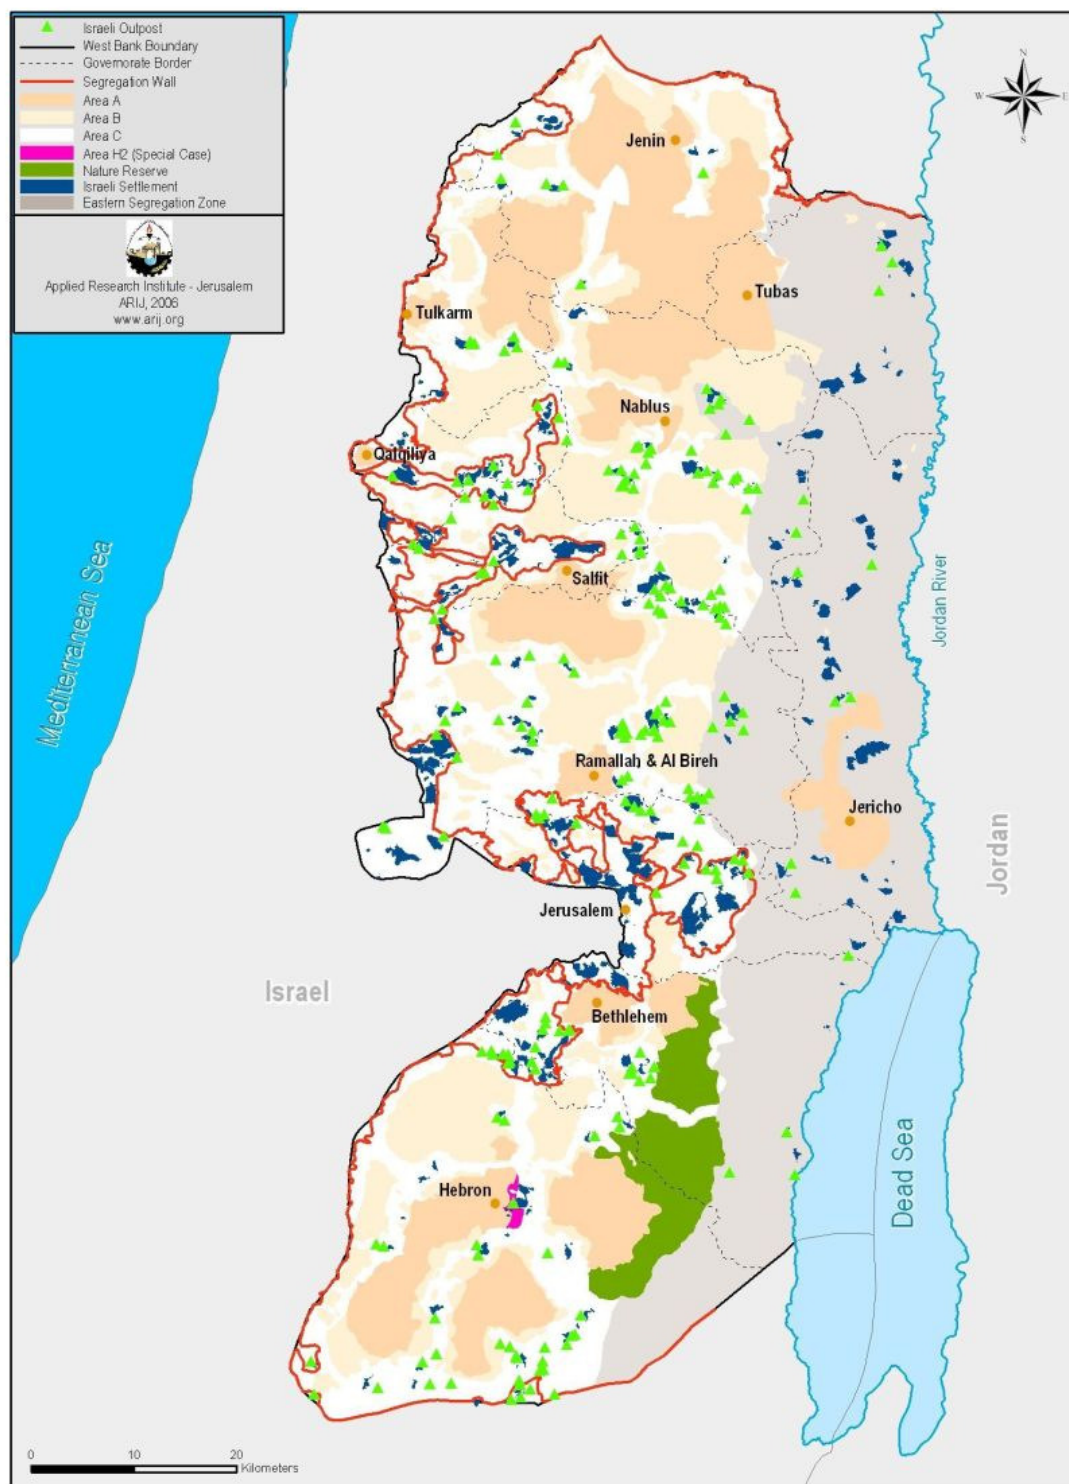 Israeli Outpost
West Bank Boundary
Governorate Border
Segregation Wall
Area A
Area B
Area C
Area H2 (Special Case)
Nature Reserve
Israeli Settlement
Eastern Segregation Zone
Applied Research Institute - Jerusalem
ARIJ, 2006
www.arij.org
N
W E
S
Jenin
Tubas
Tulkarm
Nablus
Qalqiliya
Salfit
Mediterranean Sea
Jordan River
Ramallah & Al Bireh
Jericho
Jordan
Jerusalem
Israel
Bethlehem
Dead Sea
Hebron
0 10 20
Kilometers